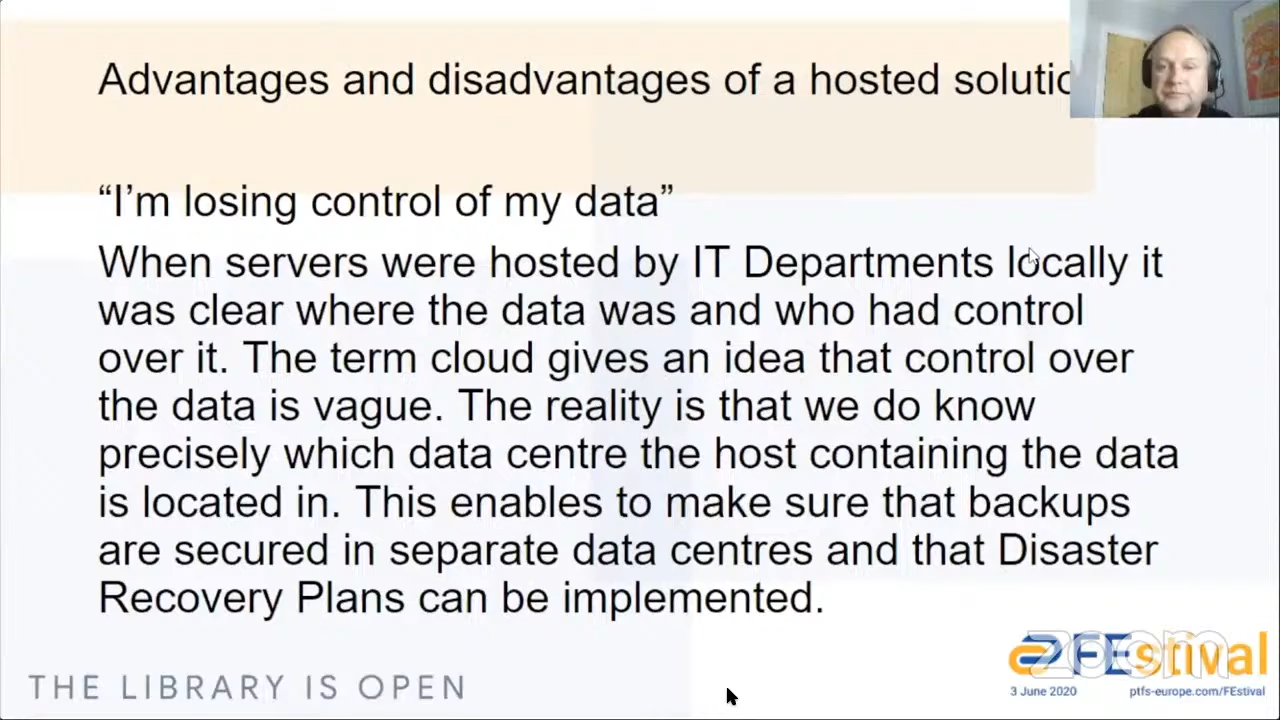 Advantages and disadvantages of a hosted solutio
“I’m losing control of my data”
When servers were hosted by IT Departments locally it
was clear where the data was and who had control
over it. The term cloud gives an idea that control over
the data is vague. The reality is that we do know
precisely which data centre the host containing the data
is located in. This enables to make sure that backups
are secured in separate data centres and that Disaster
Recovery Plans can be implemented.
THE LIBRARY IS OPEN
FEstival
zoom
3 June 2020 ptfs-europe.com/FEstival